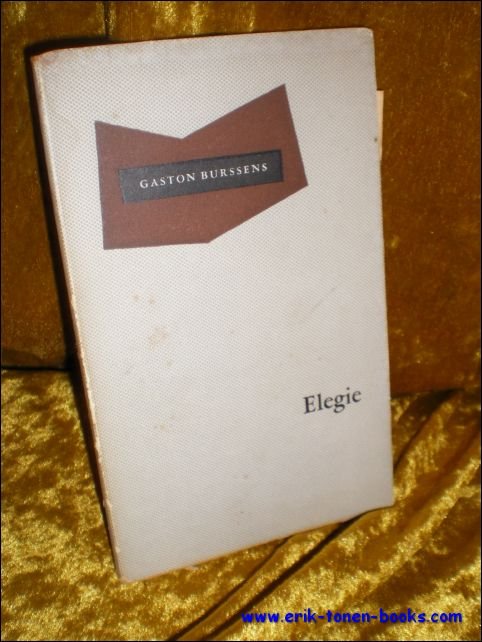 GASTON BURSSENS
Elegie
www.erik-tonen-books.com